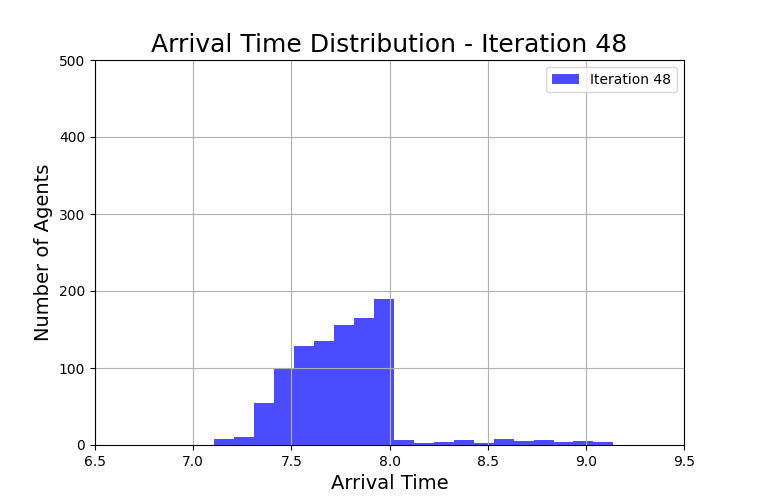 Arrival Time Distribution - Iteration 48
Iteration 48
Number of Agents
500
400
300
200
100
0
6.5 7.0 7.5 8.0 8.5 9.0 9.5
Arrival Time